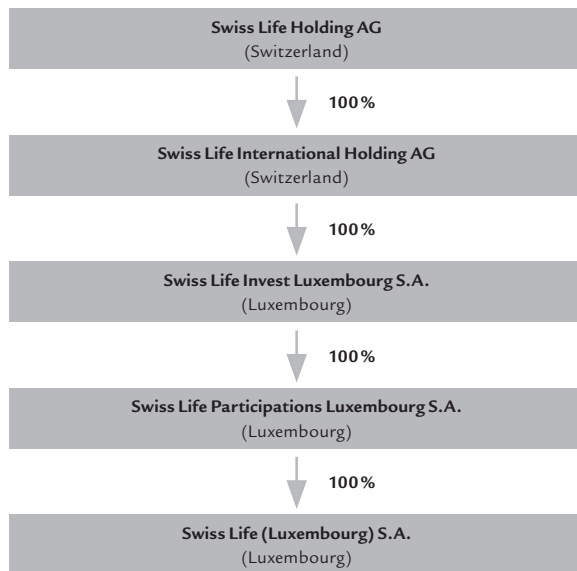 Swiss Life Holding AG
(Switzerland)
100%
Swiss Life International Holding AG
(Switzerland)
100%
Swiss Life Invest Luxembourg S.A.
(Luxembourg)
100%
Swiss Life Participations Luxembourg S.A.
(Luxembourg)
100%
Swiss Life (Luxembourg) S.A.
(Luxembourg)